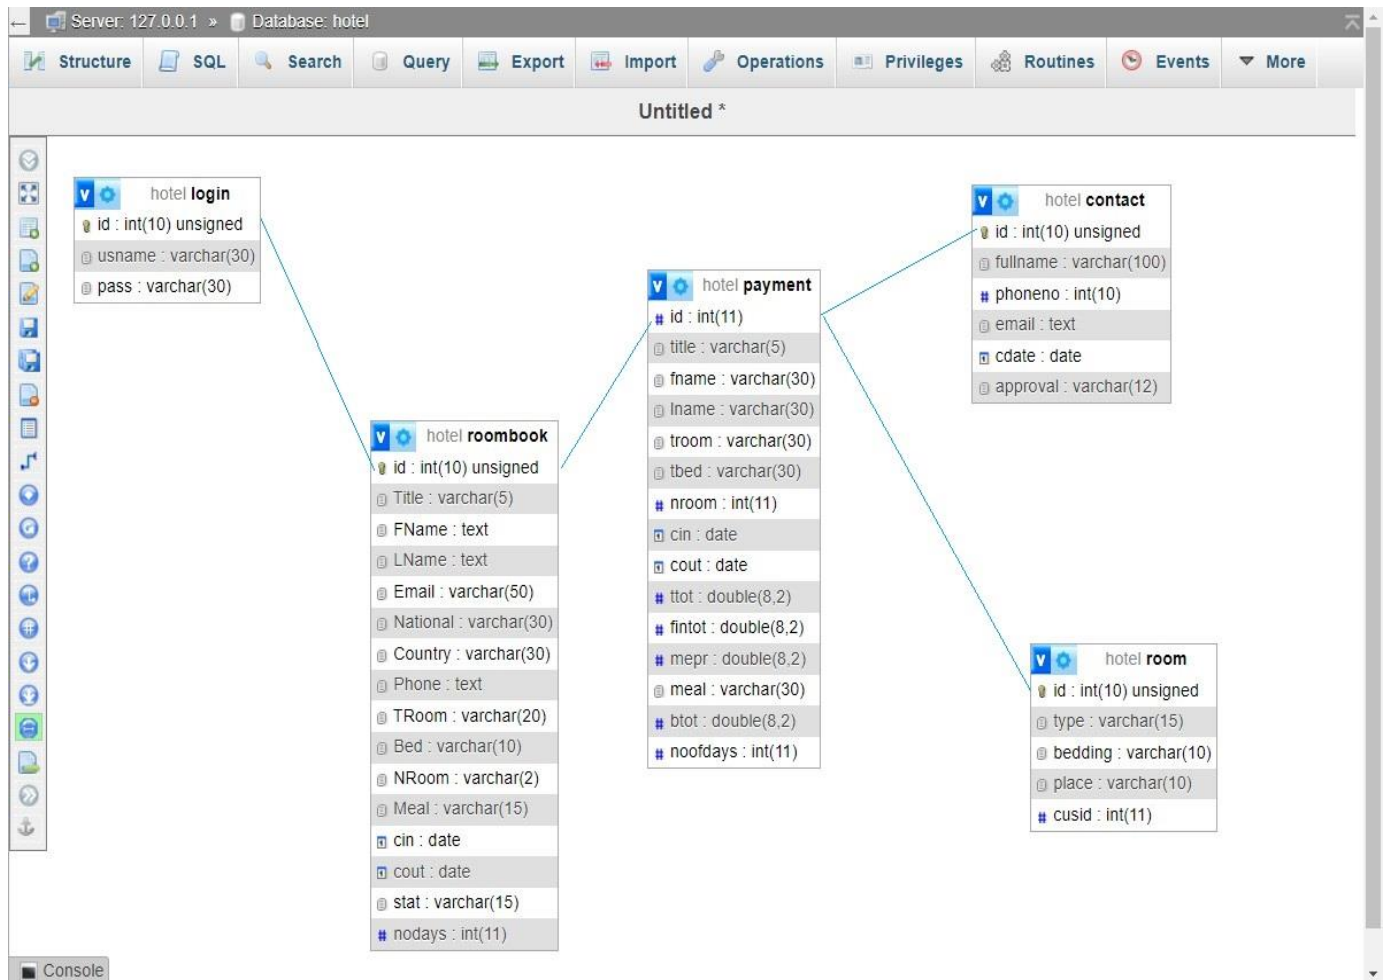 Server: 127.0.0.1 » Database: hotel
Structure SQL Search Query Export Import Operations Privileges Routines Events More
Untitled *
hotel login
id : int(10) unsigned
usname : varchar(30)
pass : varchar(30)
hotel roombook
id : int(10) unsigned
Title : varchar(5)
FName : text
LName : text
Email : varchar(50)
National : varchar(30)
Country : varchar(30)
Phone : text
TRoom : varchar(20)
Bed : varchar(10)
NRoom : varchar(2)
Meal : varchar(15)
cin : date
cout : date
stat : varchar(15)
nodays : int(11)
hotel payment
id : int(11)
title : varchar(5)
fname : varchar(30)
lname : varchar(30)
troom : varchar(30)
tbed : varchar(30)
nroom : int(11)
cin : date
cout : date
ttot : double(8,2)
fintot : double(8,2)
mepr : double(8,2)
meal : varchar(30)
btot : double(8,2)
noofdays : int(11)
hotel contact
id : int(10) unsigned
fullname : varchar(100)
phoneno : int(10)
email : text
cdate : date
approval : varchar(12)
hotel room
id : int(10) unsigned
type : varchar(15)
bedding : varchar(10)
place : varchar(10)
cusid : int(11)
Console